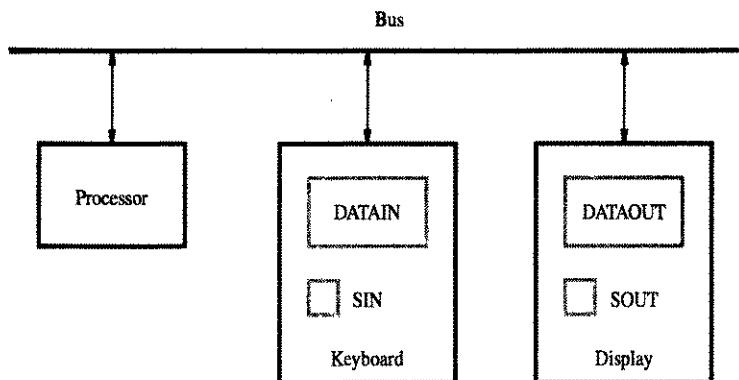 Bus
Processor
DATAIN
DATAOUT
SIN
SOUT
Keyboard
Display